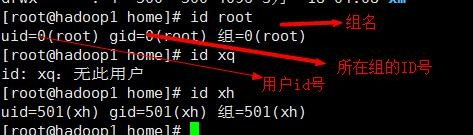 [root@hadoop1 home]# id root
组名
uid=0(root) gid=0(root) 组=0(root)
[root@hadoop1 home]# id xq
所在组的ID号
id: xq：无此用户
用户id号
[root@hadoop1 home]# id xh
uid=501(xh) gid=501(xh) 组=501(xh)
[root@hadoop1 home]#